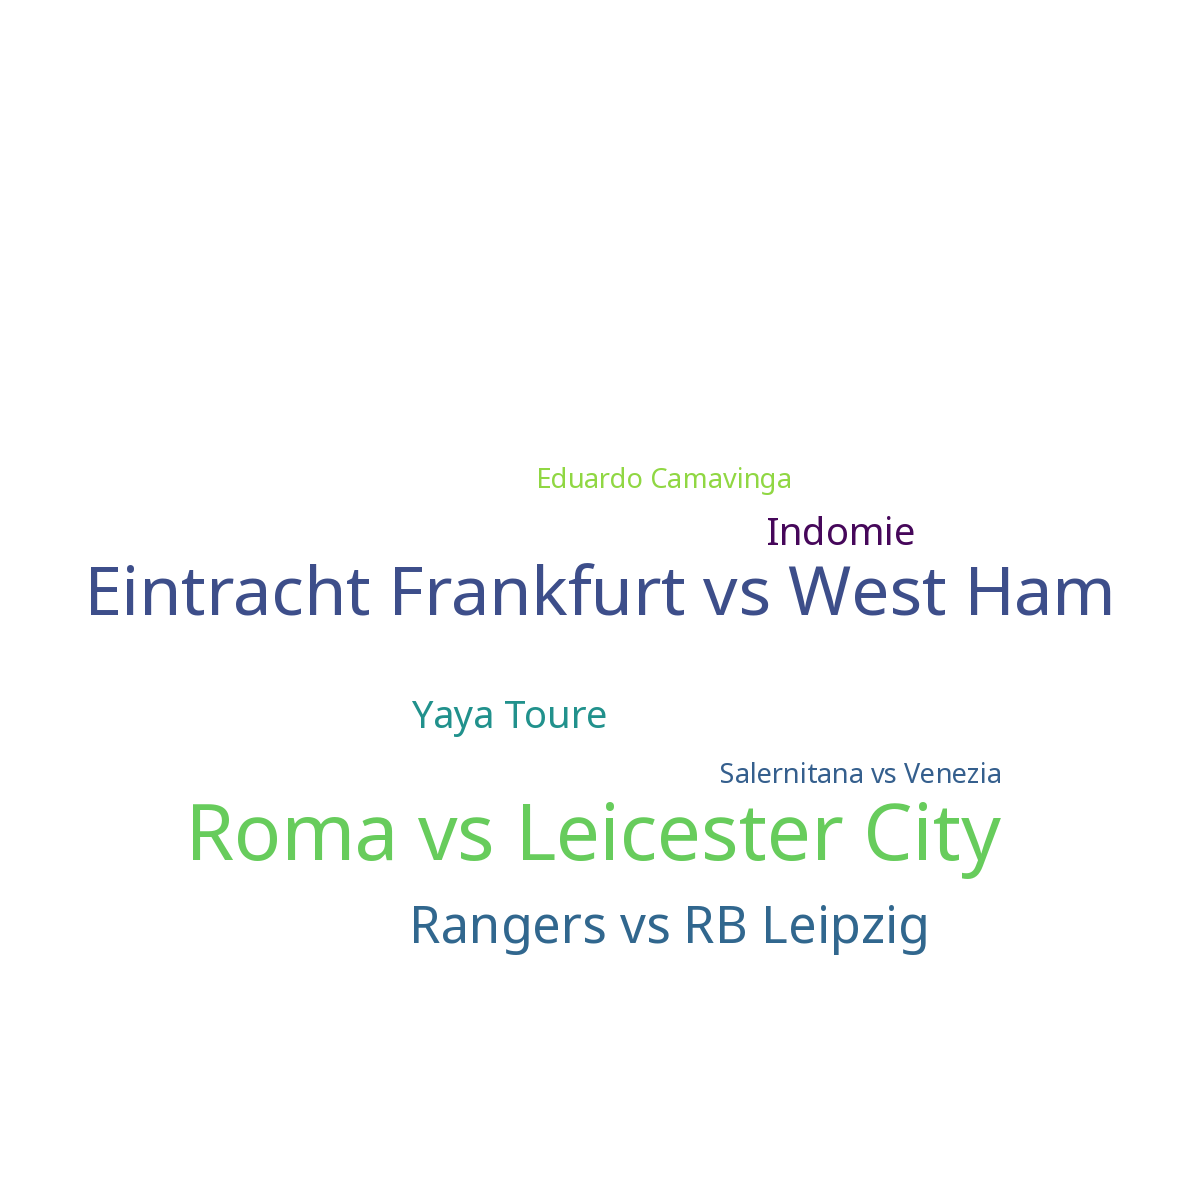 Eduardo Camavinga
Indomie
Eintracht Frankfurt vs West Ham
Yaya Toure
Salernitana vs Venezia
Roma vs Leicester City
Rangers vs RB Leipzig